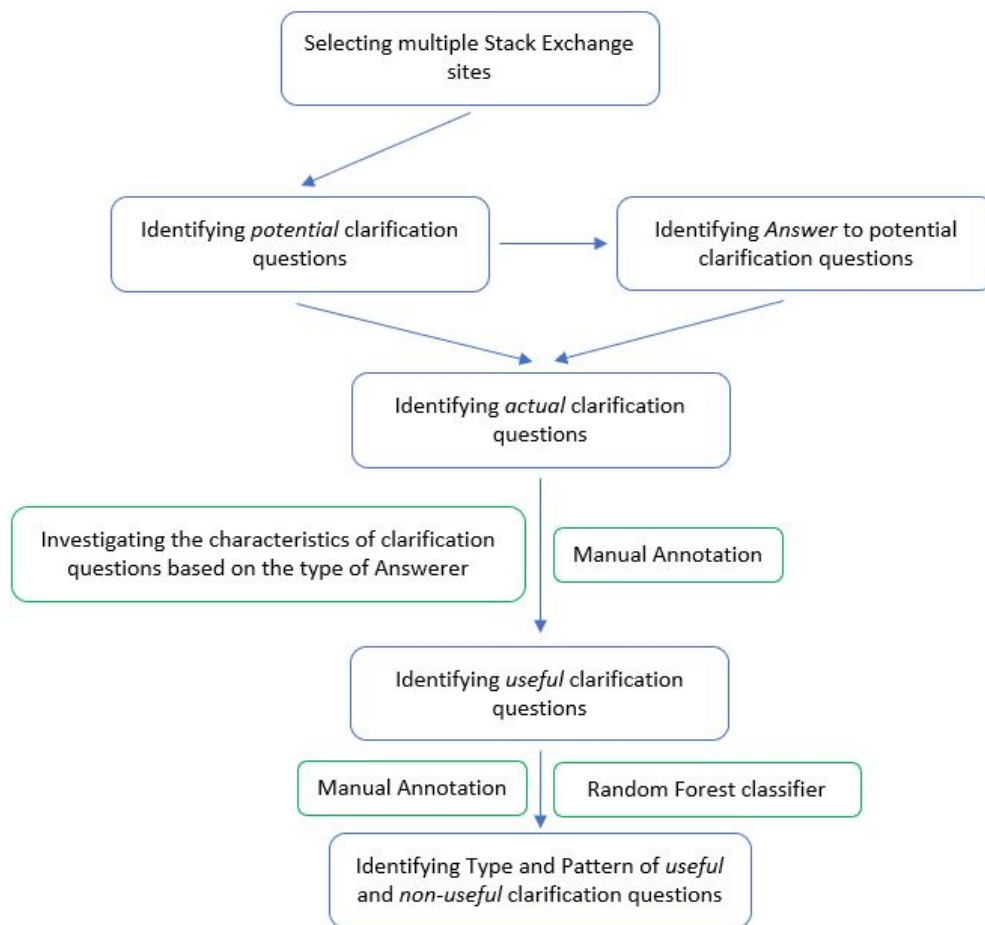 Selecting multiple Stack Exchange
sites
Identifying potential clarification
questions
Identifying Answer to potential
clarification questions
Identifying actual clarification
questions
Investigating the characteristics of clarification
questions based on the type of Answerer
Manual Annotation
Identifying useful clarification
questions
Manual Annotation
Random Forest classifier
Identifying Type and Pattern of useful
and non-useful clarification questions